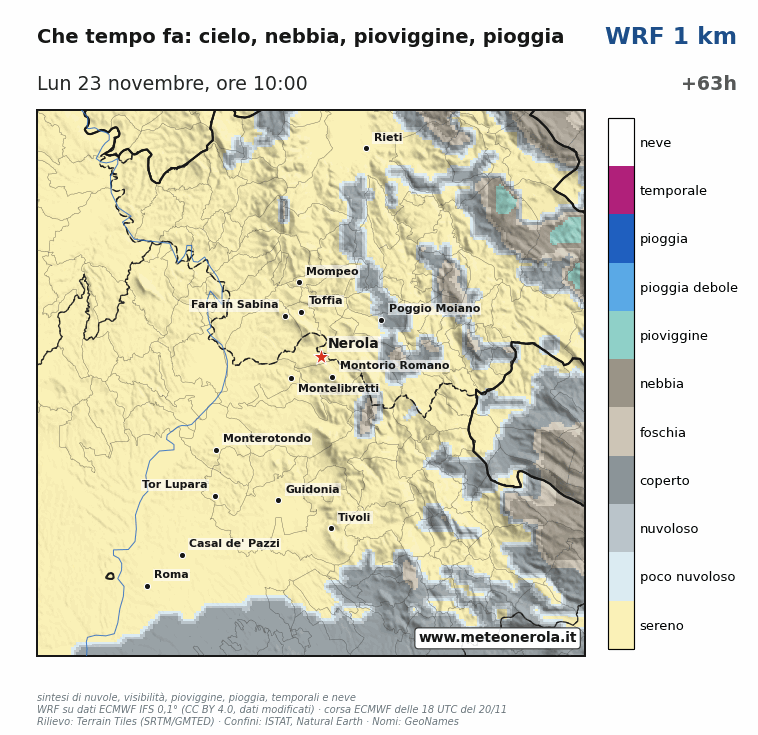 Che tempo fa: cielo, nebbia, pioviggine, pioggia
WRF 1 km
Lun 23 novembre, ore 10:00
+63h
Rieti
Mompeo
Fara in Sabina
Toffia
Poggio Moiano
Nerola
Montorio Romano
Montelibretti
Monterotondo
Tor Lupara
Guidonia
Tivoli
Casal de' Pazzi
Roma
www.meteonerola.it
neve
temporale
pioggia
pioggia debole
pioviggine
nebbia
foschia
coperto
nuvoloso
poco nuvoloso
sereno
sintesi di nuvole, visibilità, pioviggine, pioggia, temporali e neve
WRF su dati ECMWF IFS 0,1° (CC BY 4.0, dati modificati) · corsa ECMWF delle 18 UTC del 20/11
Rilievo: Terrain Tiles (SRTM/GMTED) · Confini: ISTAT, Natural Earth · Nomi: GeoNames